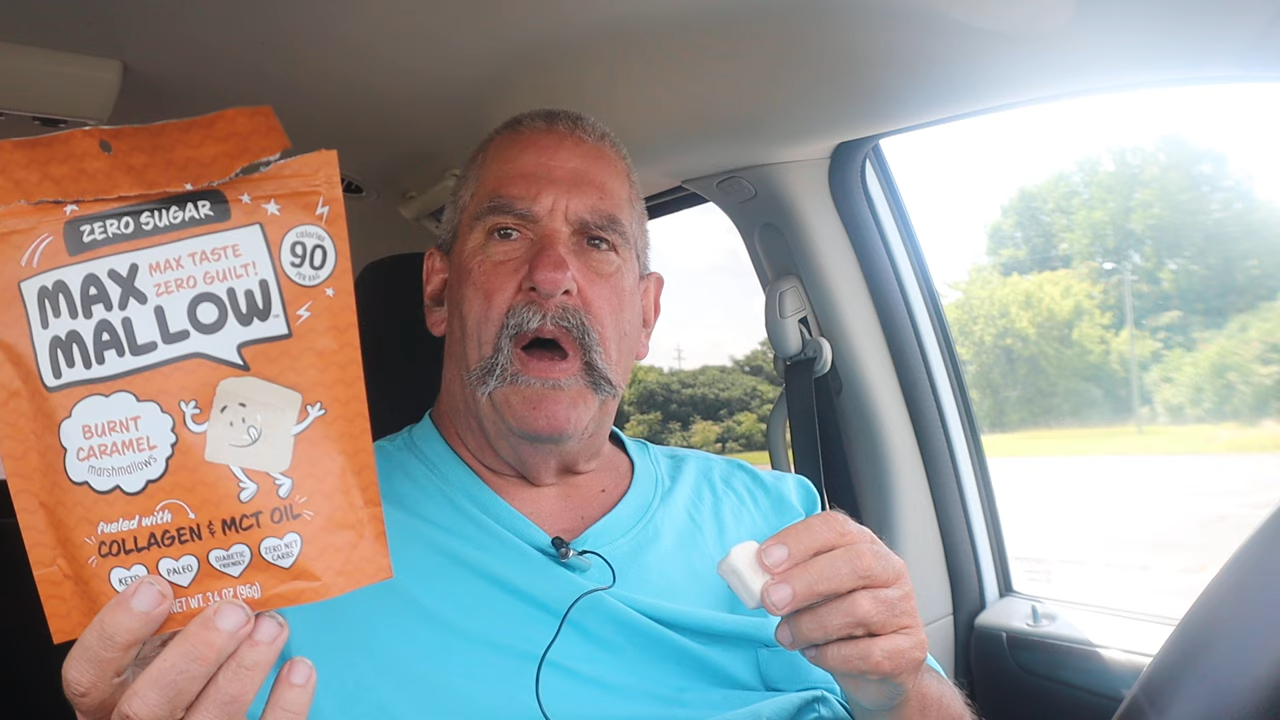 ZERO SUGAR
MAX
MALLOW™
MAX TASTE
ZERO GUILT!
calories
90
PER BAG
BURNT
CARAMEL
marshmallows
fueled with
COLLAGEN & MCT OIL
KETO
PALEO
DIABETIC
FRIENDLY
ZERO NET
CARBS
NET WT. 3.4 OZ (96g)